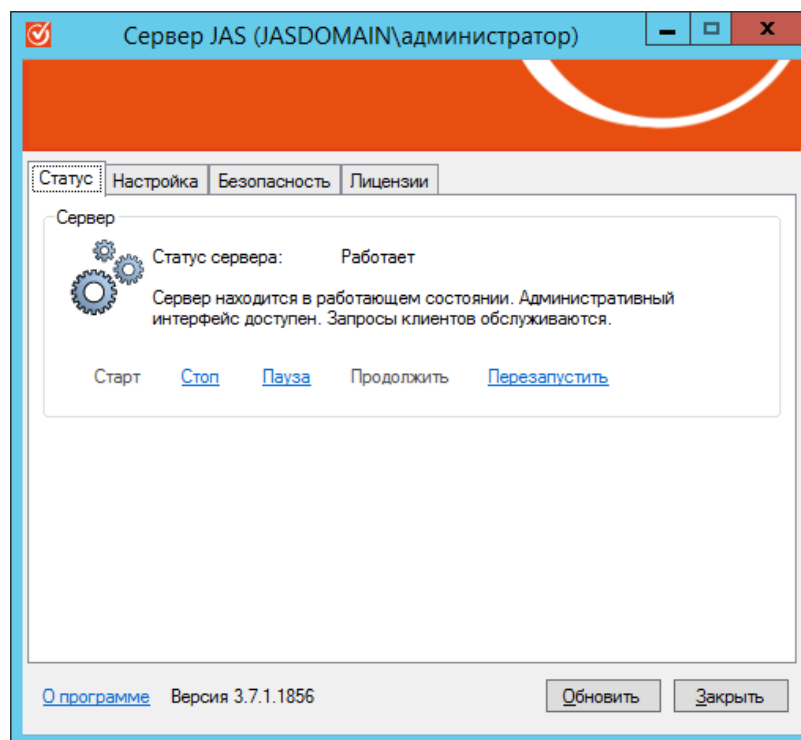 Сервер JAS (JASDOMAIN\администратор)
Статус Настройка Безопасность Лицензии
Сервер
Статус сервера: Работает
Сервер находится в работающем состоянии. Административный
интерфейс доступен. Запросы клиентов обслуживаются.
Старт Стоп Пауза Продолжить Перезапустить
О программе Версия 3.7.1.1856 Обновить Закрыть